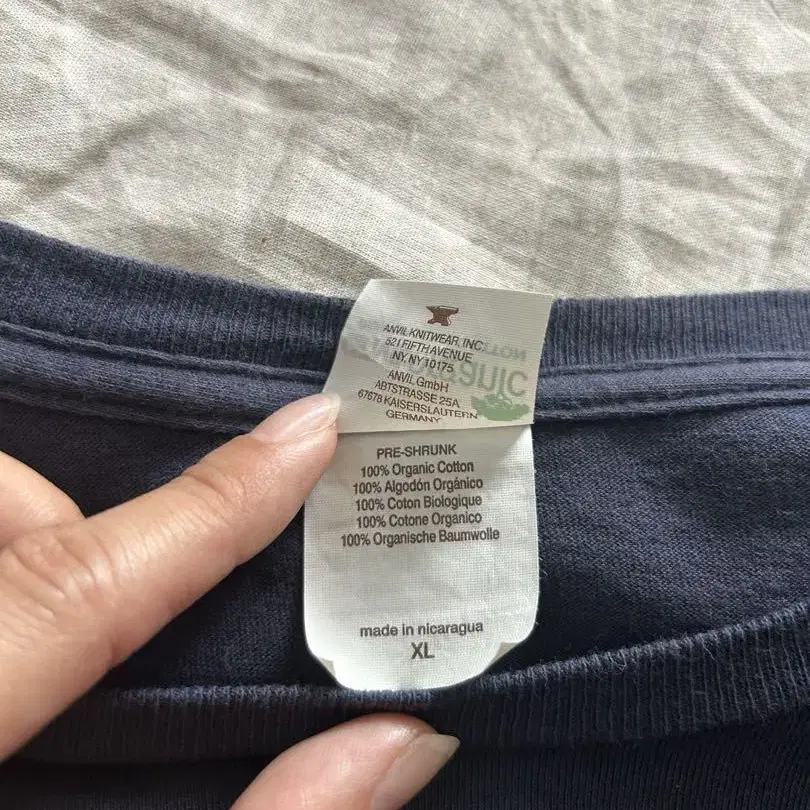 ANVIL KNITWEAR, INC.
521 FIFTH AVENUE
NY, NY 10175
ANVIL GmbH
ABTSTRASSE 25A
67678 KAISERSLAUTERN
GERMANY
PRE-SHRUNK
100% Organic Cotton
100% Algodón Orgánico
100% Coton Biologique
100% Cotone Organico
100% Organische Baumwolle
made in nicaragua
XL